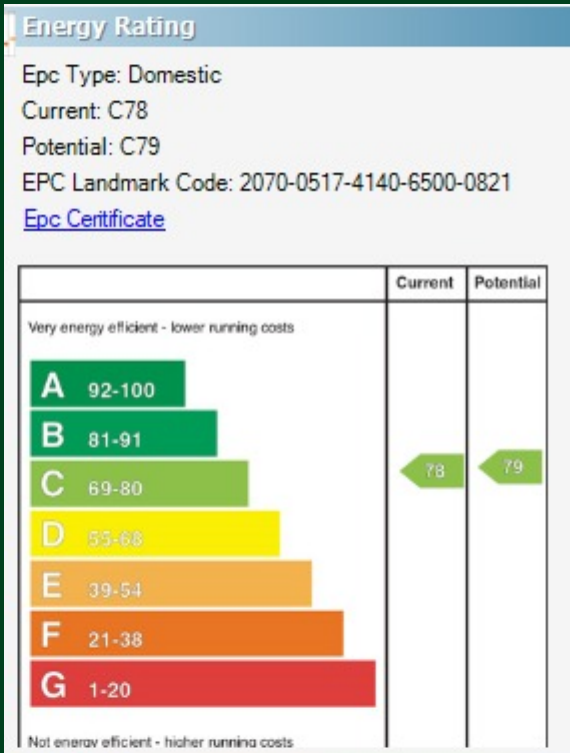 Energy Rating
Epc Type: Domestic
Current: C78
Potential: C79
EPC Landmark Code: 2070-0517-4140-6500-0821
Epc Ceritificate
Current Potential
Very energy efficient - lower running costs
A 92-100
B 81-91
C 69-80
78 79
D 55-68
E 39-54
F 21-38
G 1-20
Not energy efficient - higher running costs